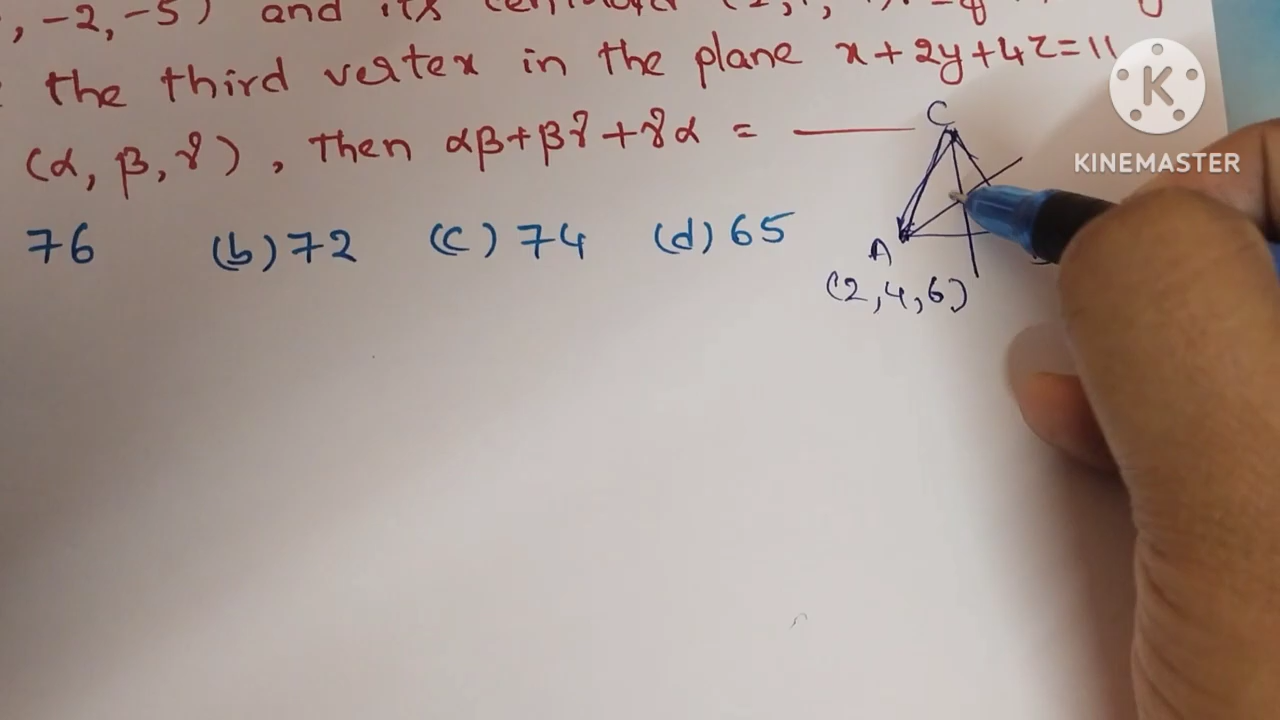 , -2, -5) and its
the third vertex in the plane x+2y+4z=11
(α, β, γ), Then αβ+βγ+γα = ———
76 (b) 72 (c) 74 (d) 65
C
A
(2,4,6)
K
KINEMASTER